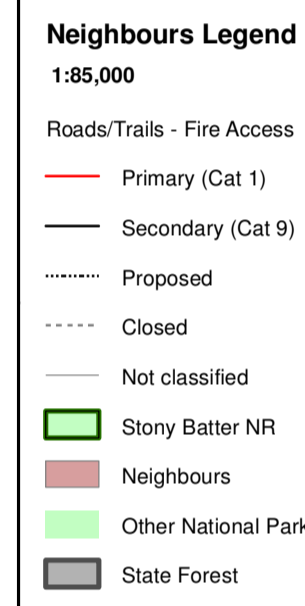 Neighbours Legend
1:85,000
Roads/Trails - Fire Access
Primary (Cat 1)
Secondary (Cat 9)
Proposed
Closed
Not classified
Stony Batter NR
Neighbours
Other National Park
State Forest